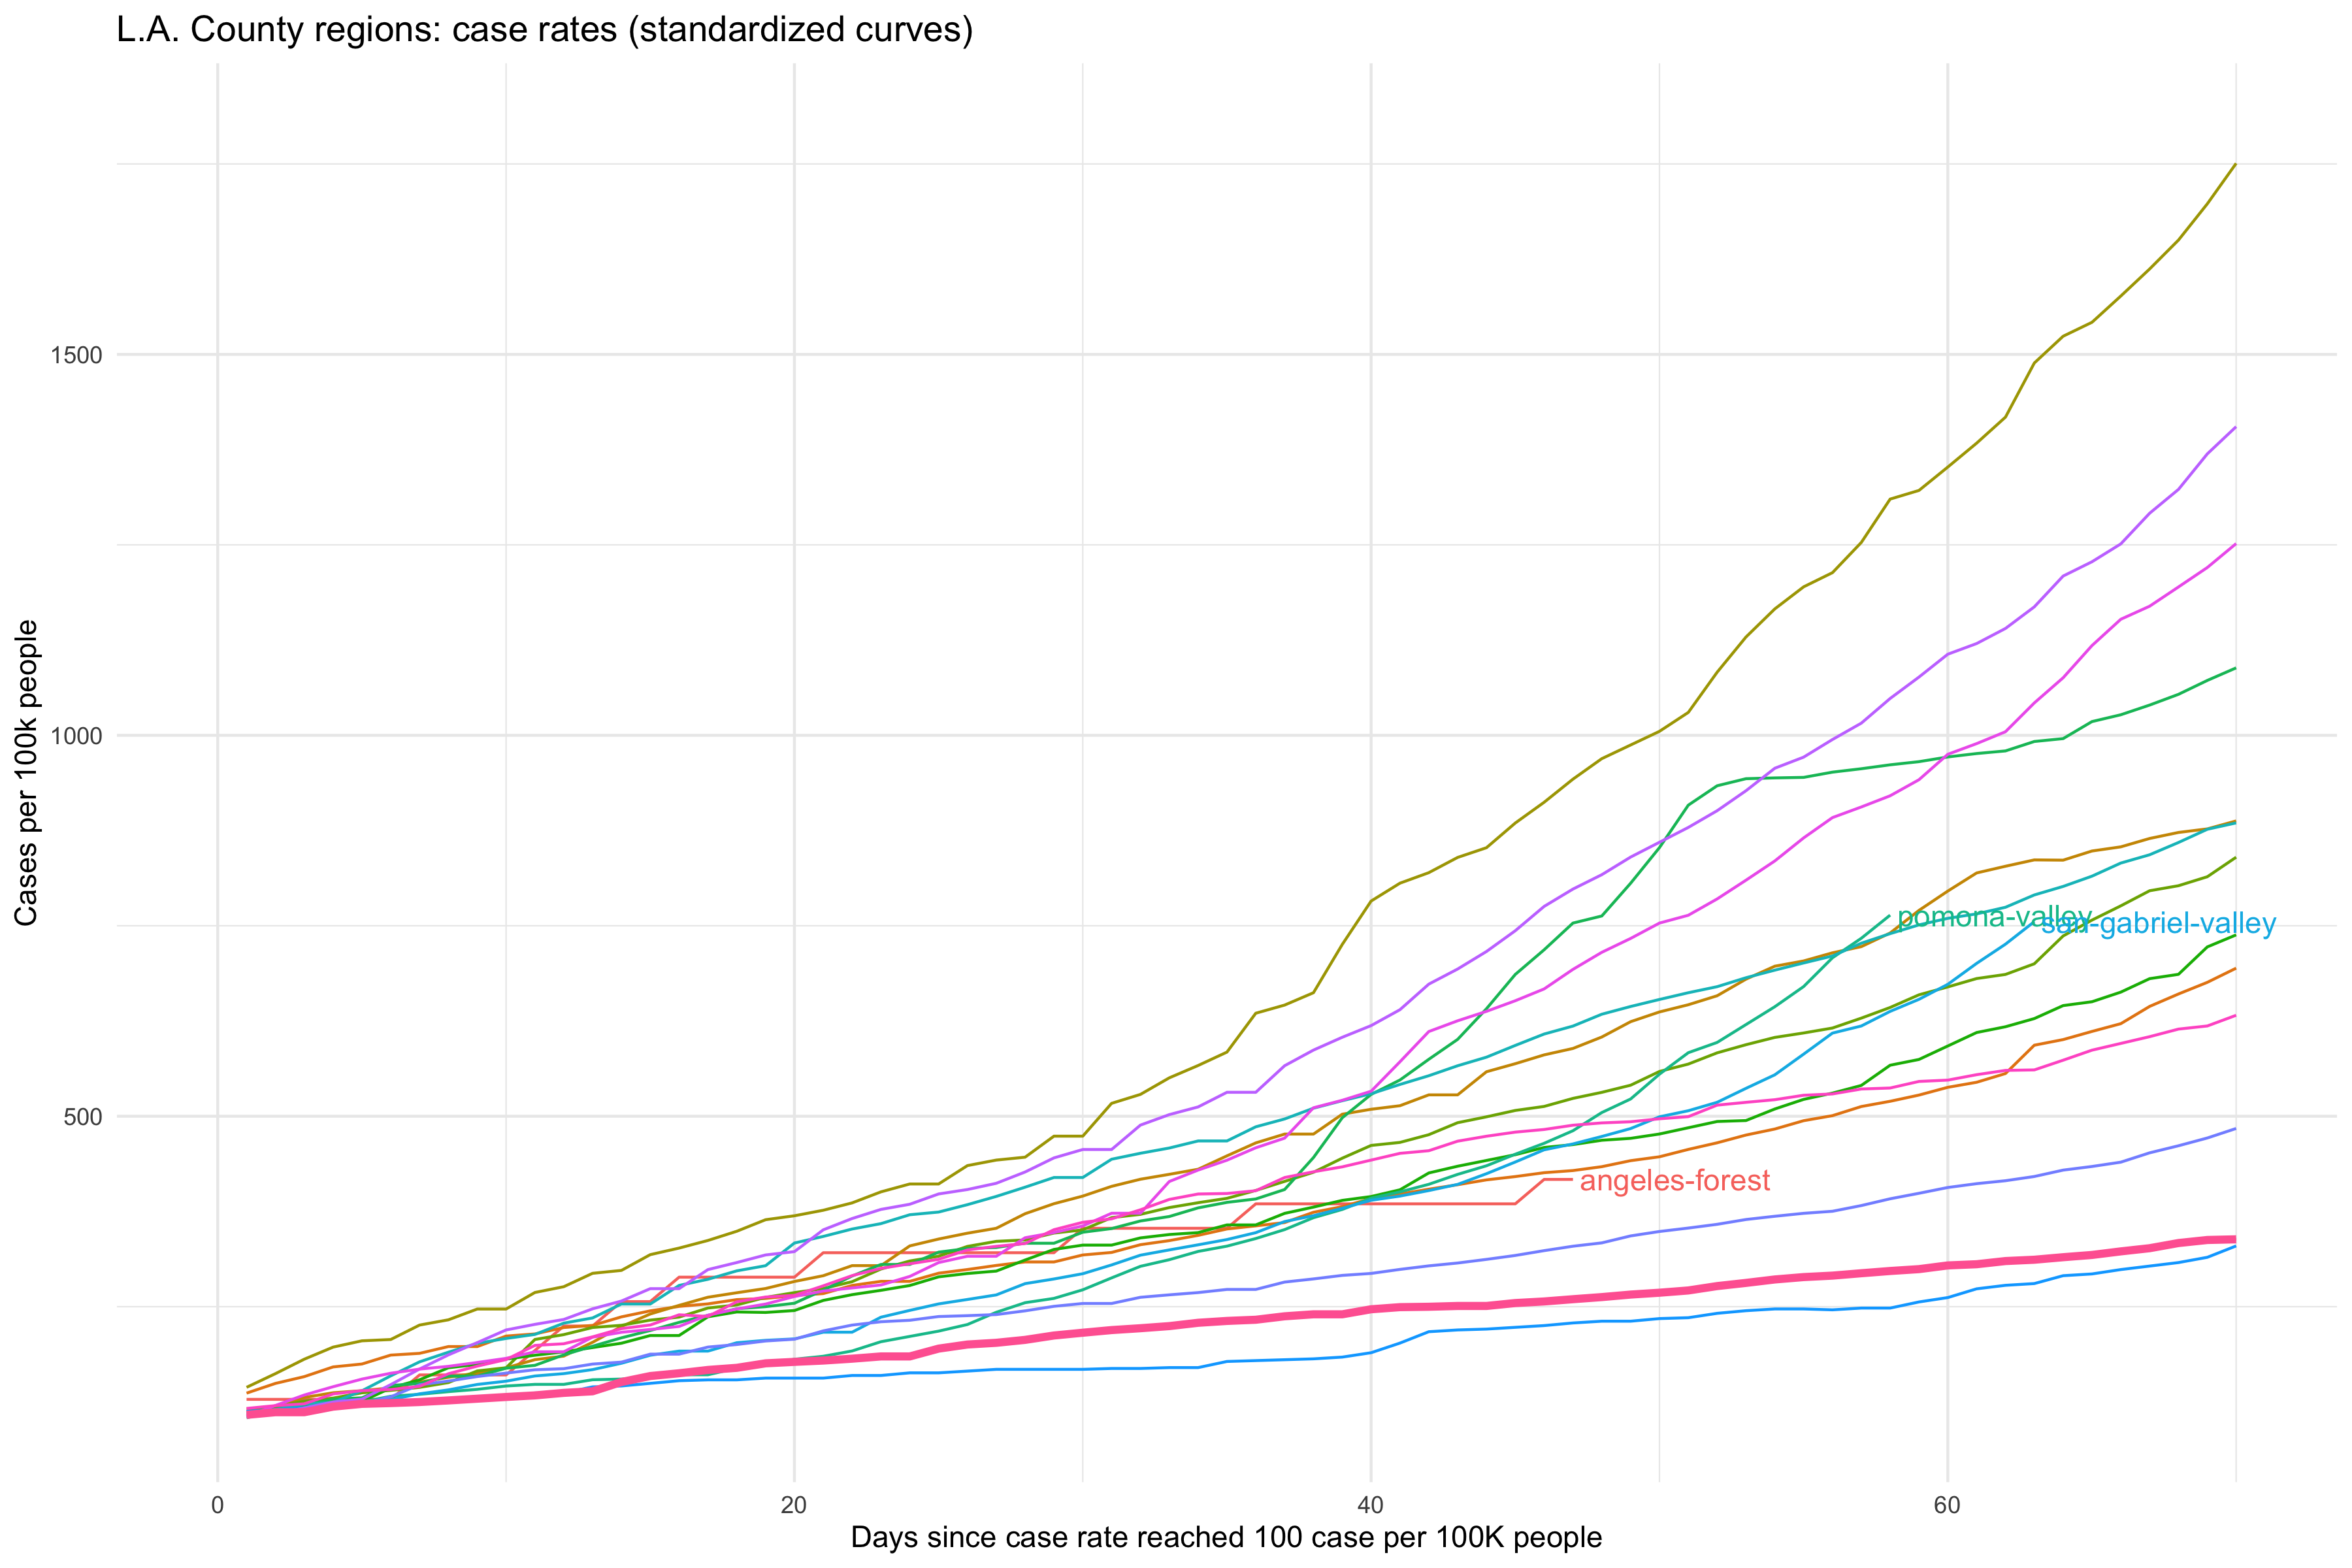 L.A. County regions: case rates (standardized curves)
1500
1000
500
Cases per 100k people
pomona-valley
san-gabriel-valley
angeles-forest
0
20
40
60
Days since case rate reached 100 case per 100K people